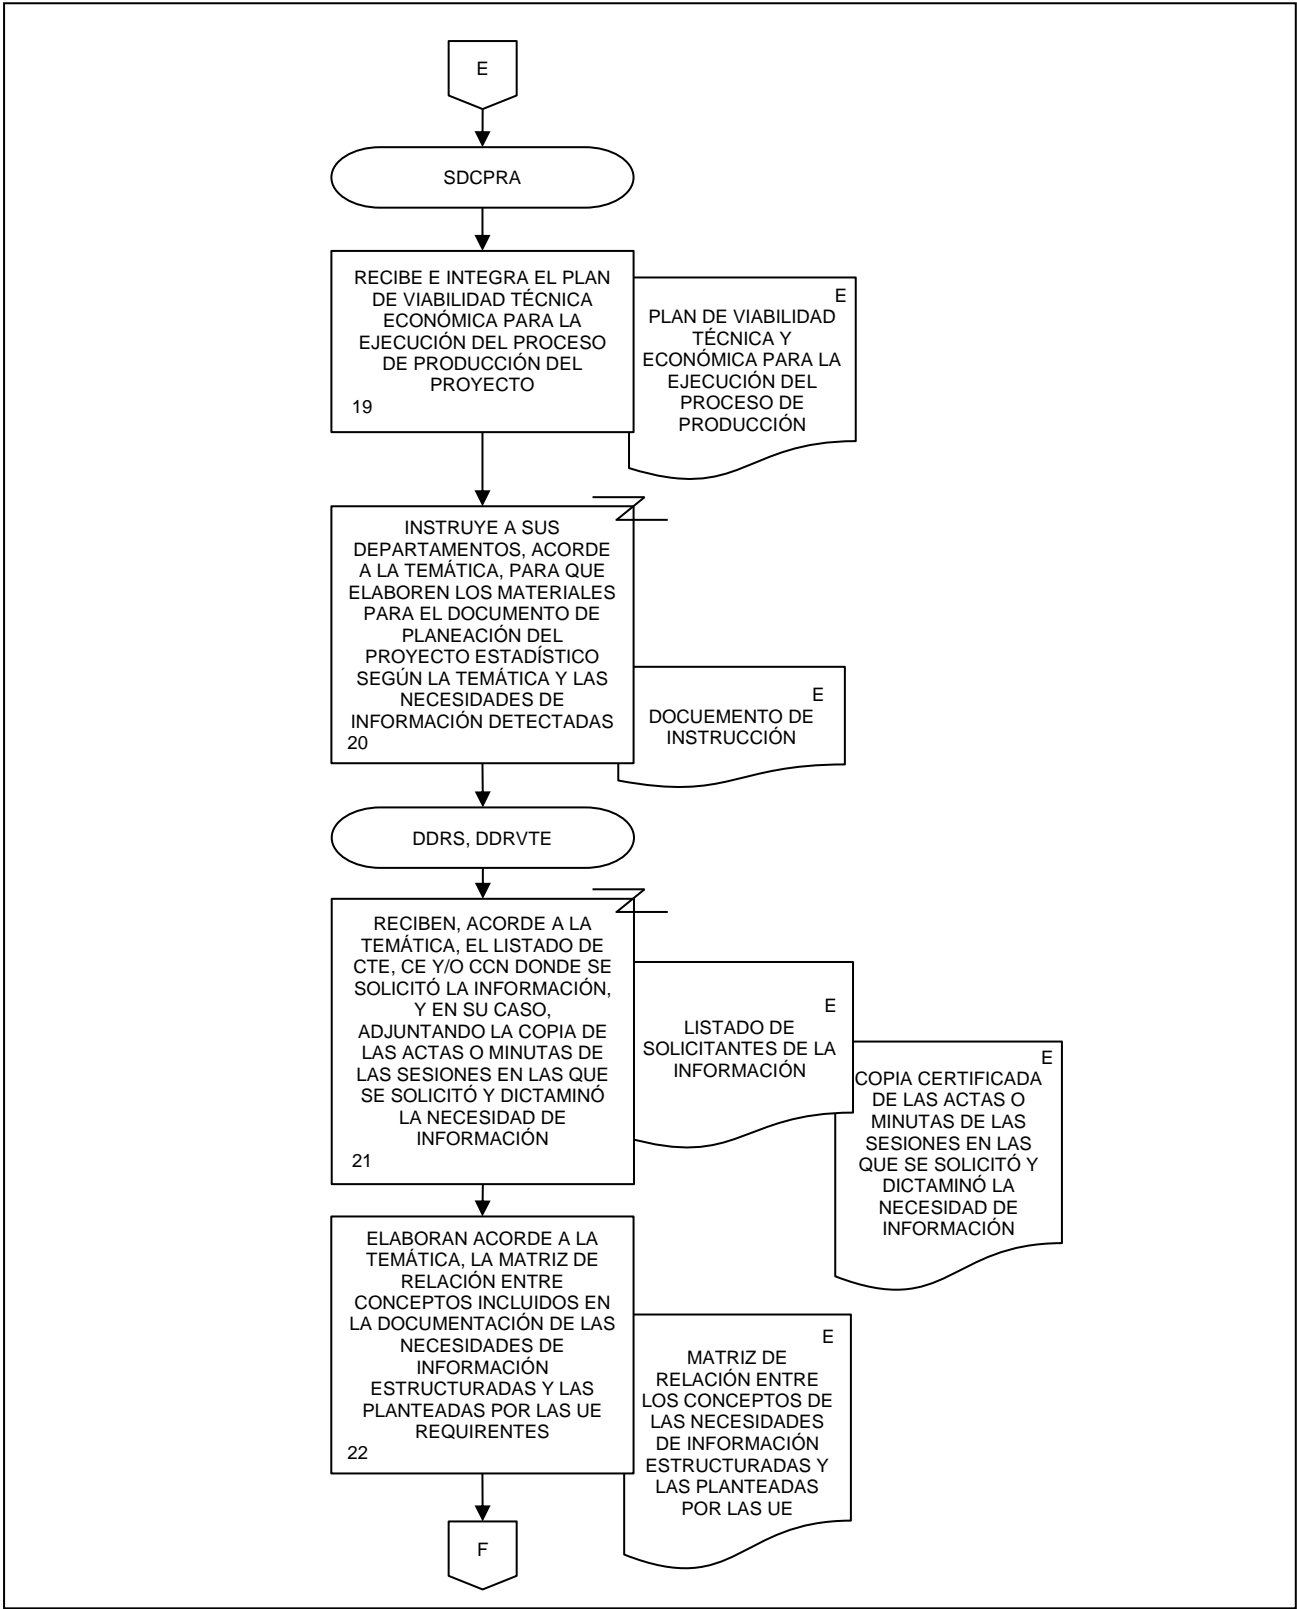 E
SDCPRA
RECIBE E INTEGRA EL PLAN
DE VIABILIDAD TÉCNICA
ECONÓMICA PARA LA
EJECUCIÓN DEL PROCESO
DE PRODUCCIÓN DEL
PROYECTO
19
E
PLAN DE VIABILIDAD
TÉCNICA Y
ECONÓMICA PARA LA
EJECUCIÓN DEL
PROCESO DE
PRODUCCIÓN
INSTRUYE A SUS
DEPARTAMENTOS, ACORDE
A LA TEMÁTICA, PARA QUE
ELABOREN LOS MATERIALES
PARA EL DOCUMENTO DE
PLANEACIÓN DEL
PROYECTO ESTADÍSTICO
SEGÚN LA TEMÁTICA Y LAS
NECESIDADES DE
INFORMACIÓN DETECTADAS
20
E
DOCUEMENTO DE
INSTRUCCIÓN
DDRS, DDRVTE
RECIBEN, ACORDE A LA
TEMÁTICA, EL LISTADO DE
CTE, CE Y/O CCN DONDE SE
SOLICITÓ LA INFORMACIÓN,
Y EN SU CASO,
ADJUNTANDO LA COPIA DE
LAS ACTAS O MINUTAS DE
LAS SESIONES EN LAS QUE
SE SOLICITÓ Y DICTAMINÓ
LA NECESIDAD DE
INFORMACIÓN
21
E
LISTADO DE
SOLICITANTES DE LA
INFORMACIÓN
E
COPIA CERTIFICADA
DE LAS ACTAS O
MINUTAS DE LAS
SESIONES EN LAS
QUE SE SOLICITÓ Y
DICTAMINÓ LA
NECESIDAD DE
INFORMACIÓN
ELABORAN ACORDE A LA
TEMÁTICA, LA MATRIZ DE
RELACIÓN ENTRE
CONCEPTOS INCLUIDOS EN
LA DOCUMENTACIÓN DE LAS
NECESIDADES DE
INFORMACIÓN
ESTRUCTURADAS Y LAS
PLANTEADAS POR LAS UE
REQUIRENTES
22
E
MATRIZ DE
RELACIÓN ENTRE
LOS CONCEPTOS DE
LAS NECESIDADES
DE INFORMACIÓN
ESTRUCTURADAS Y
LAS PLANTEADAS
POR LAS UE
F